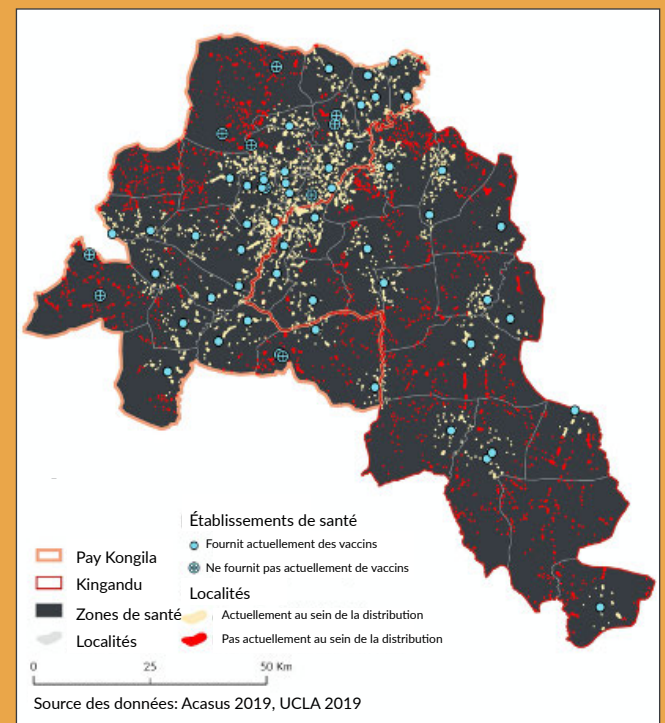 Établissements de santé
Fournit actuellement des vaccins
Ne fournit pas actuellement de vaccins
Localités
Actuellement au sein de la distribution
Pas actuellement au sein de la distribution
Pay Kongila
Kingandu
Zones de santé
Localités
0 25 50 Km
Source des données: Acasus 2019, UCLA 2019